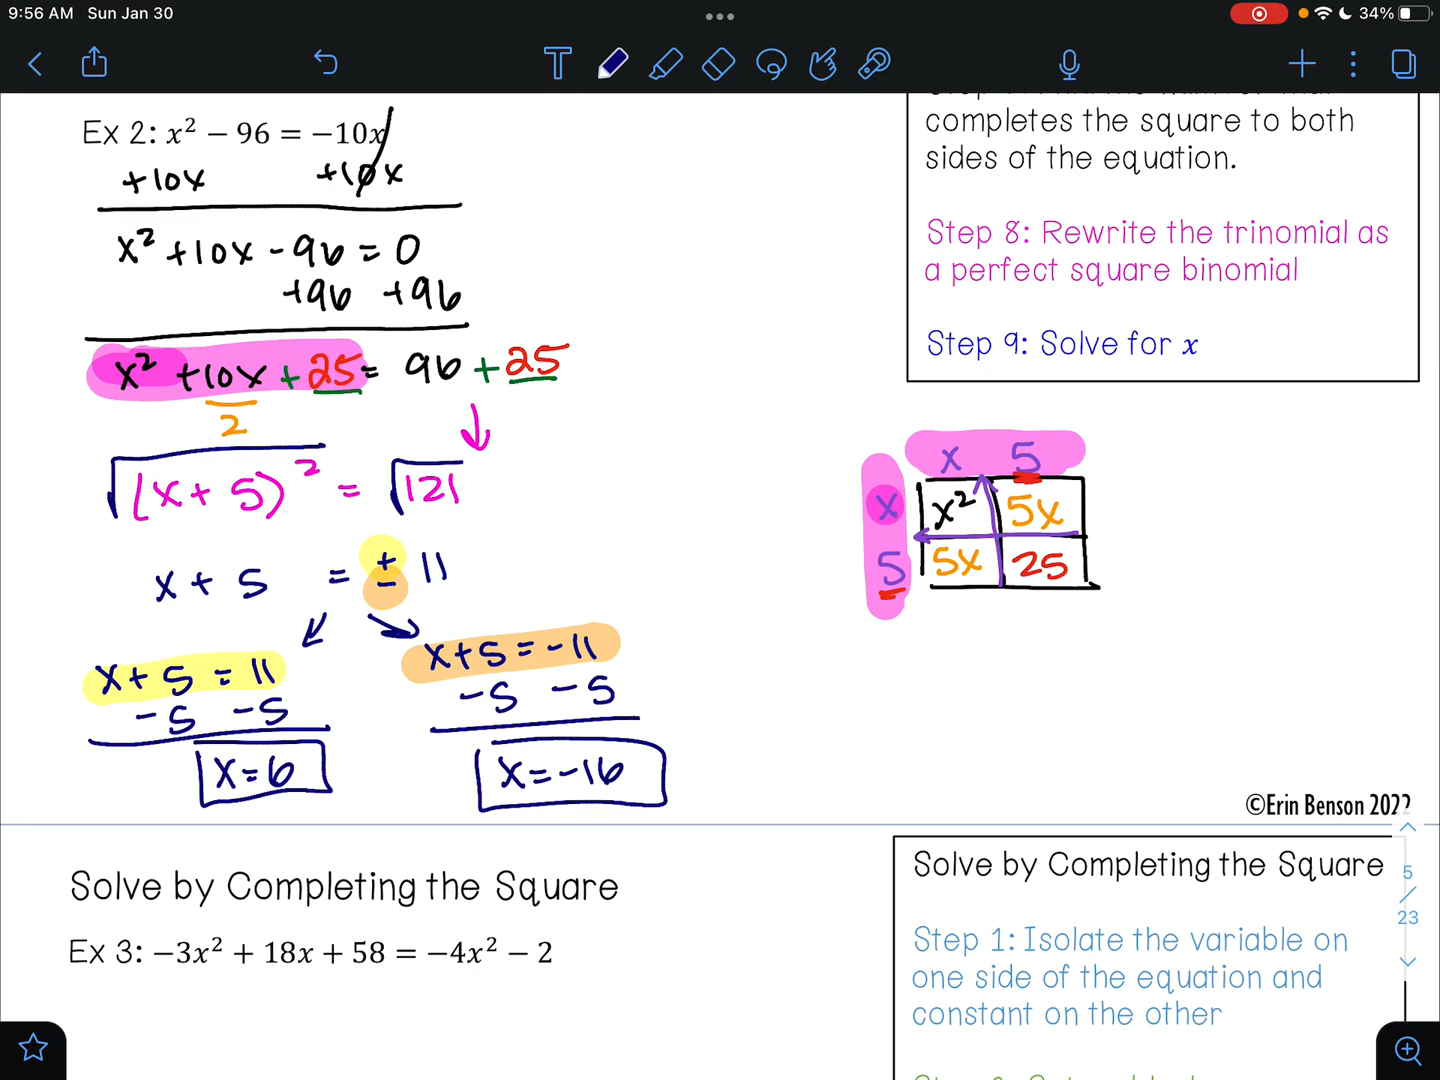 9:56 AM Sun Jan 30
34%
Ex 2: x² − 96 = −10x
+10x +10x
x² +10x - 96 = 0
+96 +96
x² +10x + 25 = 96 + 25
2
√(x + 5)² = √121
x + 5 = ± 11
x + 5 = 11
-5 -5
x = 6
x + 5 = -11
-5 -5
x = -16
completes the square to both
sides of the equation.
Step 8: Rewrite the trinomial as
a perfect square binomial
Step 9: Solve for x
x 5
x x² 5x
5 5x 25
©Erin Benson 2022
Solve by Completing the Square
Ex 3: −3x² + 18x + 58 = −4x² − 2
Solve by Completing the Square
Step 1: Isolate the variable on
one side of the equation and
constant on the other
5
/
23